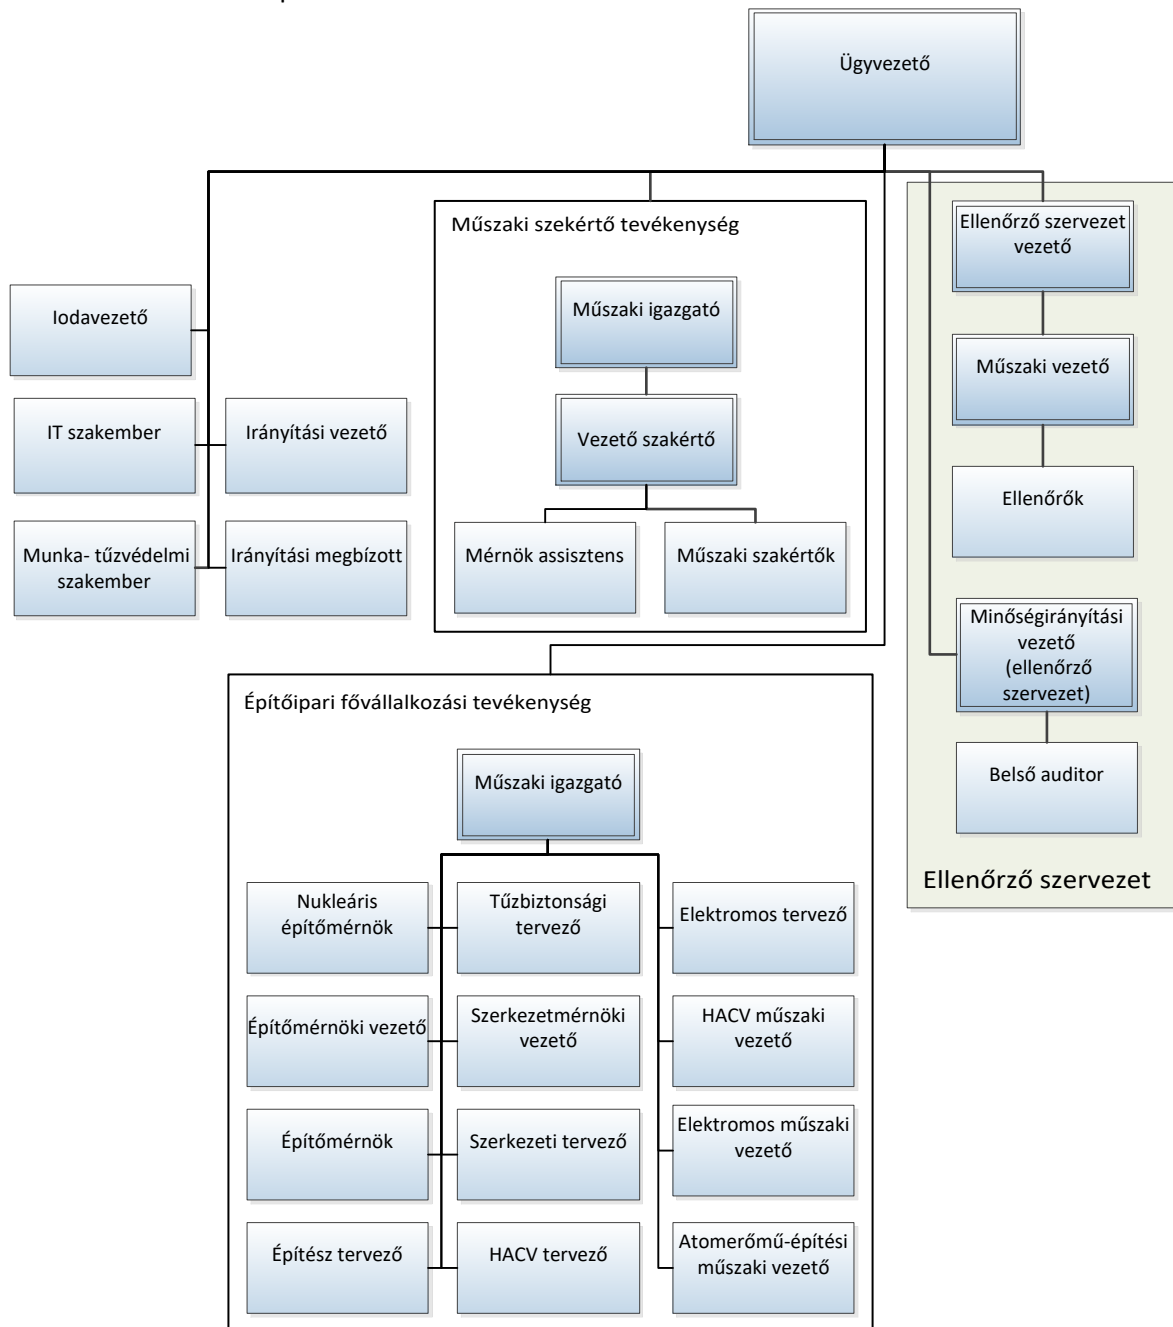 Ügyvezető
Műszaki szekértő tevékenység
Műszaki igazgató
Vezető szakértő
Mérnök assisztens
Műszaki szakértők
Iodavezető
IT szakember
Irányítási vezető
Munka- tűzvédelmi
szakember
Irányítási megbízott
Ellenőrző szervezet
vezető
Műszaki vezető
Ellenőrők
Minőségirányítási
vezető
(ellenőrző
szervezet)
Belső auditor
Ellenőrző szervezet
Építőipari fővállalkozási tevékenység
Műszaki igazgató
Nukleáris
építőmérnök
Tűzbiztonsági
tervező
Elektromos tervező
Építőmérnöki vezető
Szerkezetmérnöki
vezető
HACV műszaki
vezető
Építőmérnök
Szerkezeti tervező
Elektromos műszaki
vezető
Építész tervező
HACV tervező
Atomerőmű-építési
műszaki vezető